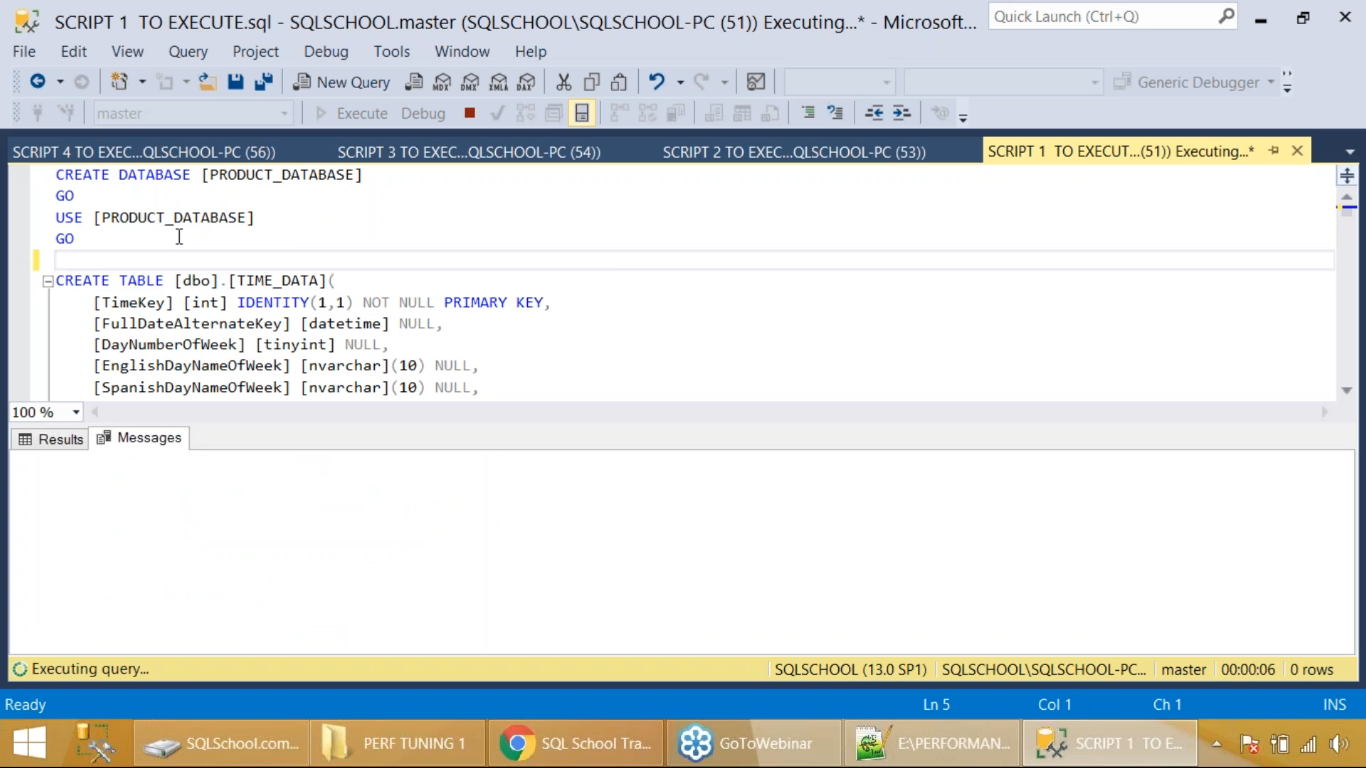 SCRIPT 1  TO EXECUTE.sql - SQLSCHOOL.master (SQLSCHOOL\SQLSCHOOL-PC (51)) Executing...* - Microsoft...
Quick Launch (Ctrl+Q)
File Edit View Query Project Debug Tools Window Help
New Query MDX DMX XMLA DAX Generic Debugger
master Execute Debug
SCRIPT 4 TO EXEC...QLSCHOOL-PC (56)) SCRIPT 3 TO EXEC...QLSCHOOL-PC (54)) SCRIPT 2 TO EXEC...QLSCHOOL-PC (53)) SCRIPT 1  TO EXECUT...(51)) Executing...*
CREATE DATABASE [PRODUCT_DATABASE]
GO
USE [PRODUCT_DATABASE]
GO
CREATE TABLE [dbo].[TIME_DATA](
[TimeKey] [int] IDENTITY(1,1) NOT NULL PRIMARY KEY,
[FullDateAlternateKey] [datetime] NULL,
[DayNumberOfWeek] [tinyint] NULL,
[EnglishDayNameOfWeek] [nvarchar](10) NULL,
[SpanishDayNameOfWeek] [nvarchar](10) NULL,
100 %
Results Messages
Executing query... SQLSCHOOL (13.0 SP1) SQLSCHOOL\SQLSCHOOL-PC... master 00:00:06 0 rows
Ready Ln 5 Col 1 Ch 1 INS
SQLSchool.com... PERF TUNING 1 SQL School Tra... GoToWebinar E:\PERFORMAN... SCRIPT 1  TO E...